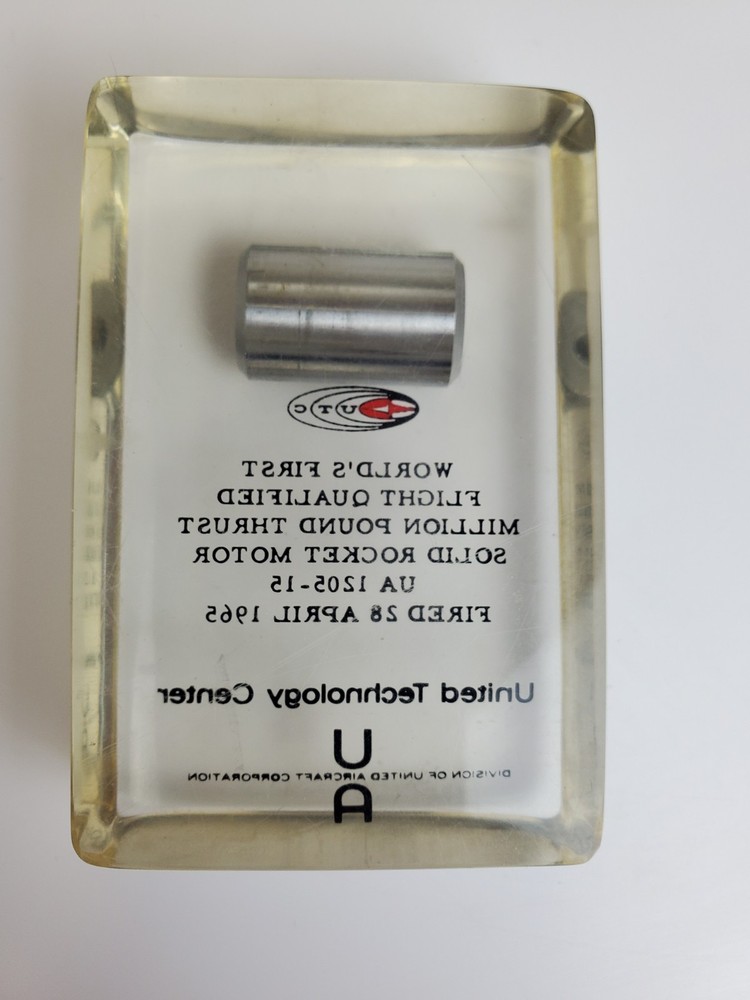 UTC
WORLD'S FIRST
FLIGHT QUALIFIED
MILLION POUND THRUST
SOLID ROCKET MOTOR
UA 1205-15
FIRED 28 APRIL 1965
United Technology Center
U
DIVISION OF UNITED AIRCRAFT CORPORATION
A